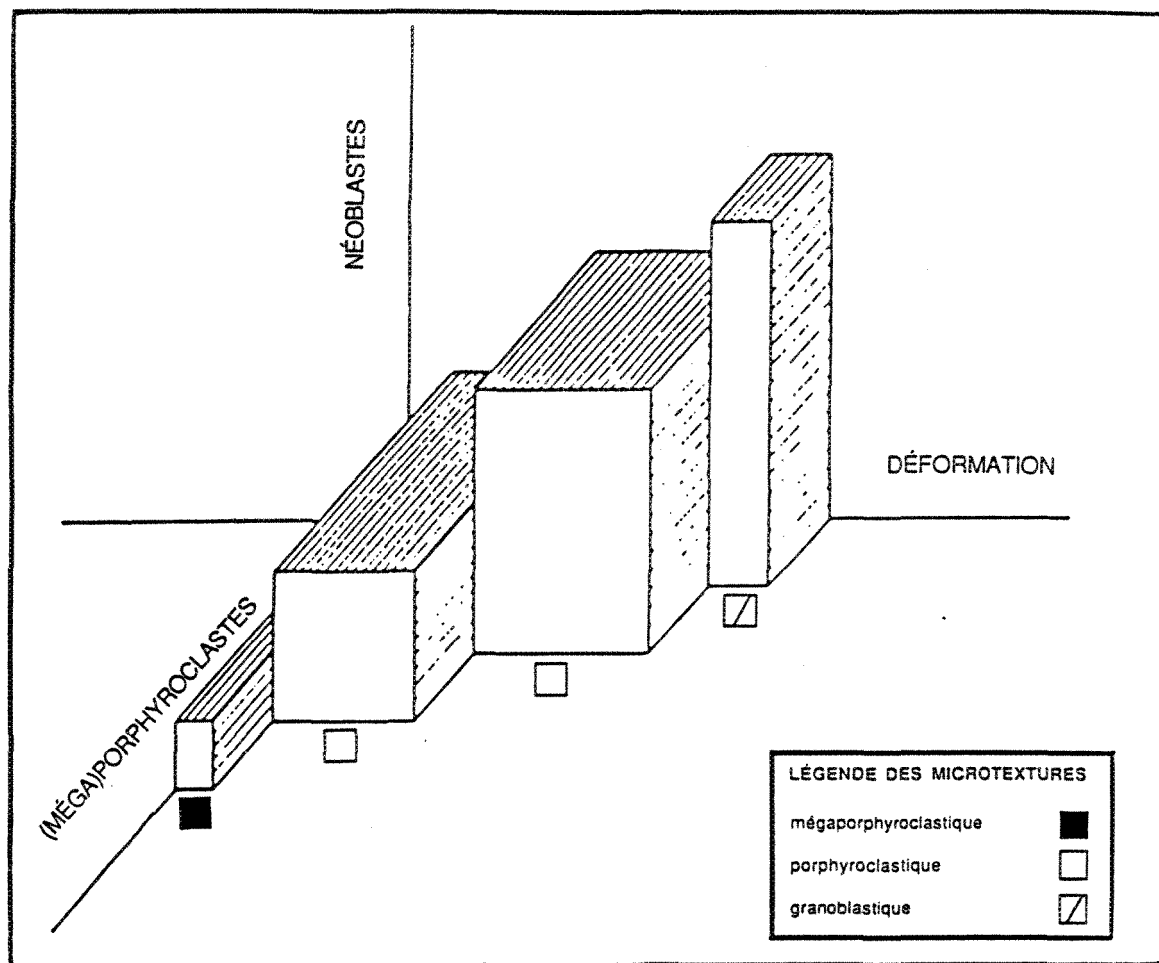 NÉOBLASTES
DÉFORMATION
(MÉGA)PORPHYROCLASTES
LÉGENDE DES MICROTEXTURES
mégaporphyroclastique
porphyroclastique
granoblastique